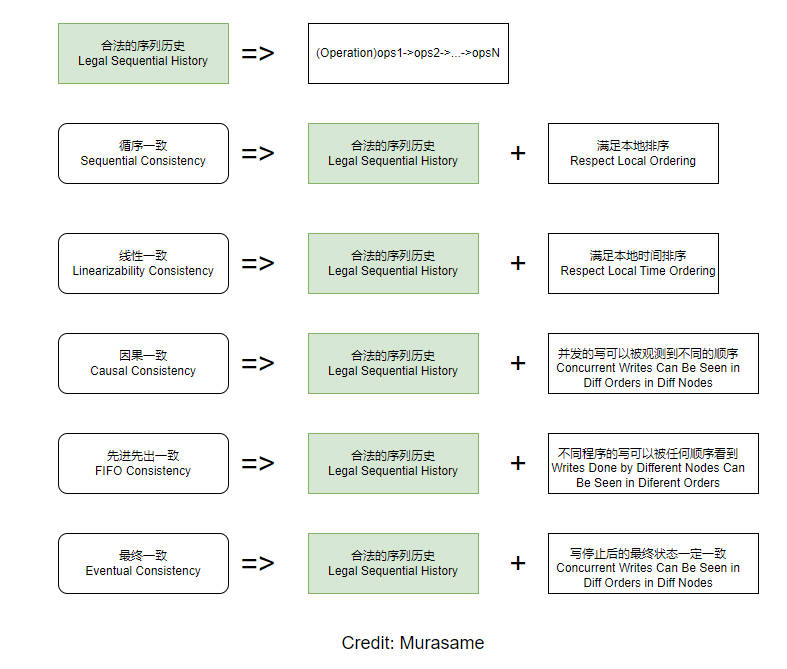 合法的序列历史
Legal Sequential History
=>
(Operation)ops1->ops2->...->opsN
循序一致
Sequential Consistency
=>
合法的序列历史
Legal Sequential History
+
满足本地排序
Respect Local Ordering
线性一致
Linearizability Consistency
=>
合法的序列历史
Legal Sequential History
+
满足本地时间排序
Respect Local Time Ordering
因果一致
Causal Consistency
=>
合法的序列历史
Legal Sequential History
+
并发的写可以被观测到不同的顺序
Concurrent Writes Can Be Seen in
Diff Orders in Diff Nodes
先进先出一致
FIFO Consistency
=>
合法的序列历史
Legal Sequential History
+
不同程序的写可以被任何顺序看到
Writes Done by Different Nodes Can
Be Seen in Diferent Orders
最终一致
Eventual Consistency
=>
合法的序列历史
Legal Sequential History
+
写停止后的最终状态一定一致
Concurrent Writes Can Be Seen in
Diff Orders in Diff Nodes
Credit: Murasame